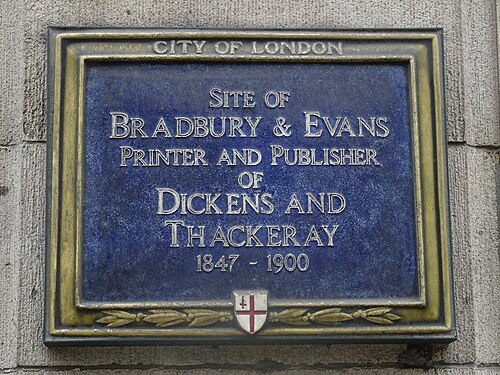 CITY OF LONDON
SITE OF
BRADBURY & EVANS
PRINTER AND PUBLISHER
OF
DICKENS AND
THACKERAY
1847 - 1900